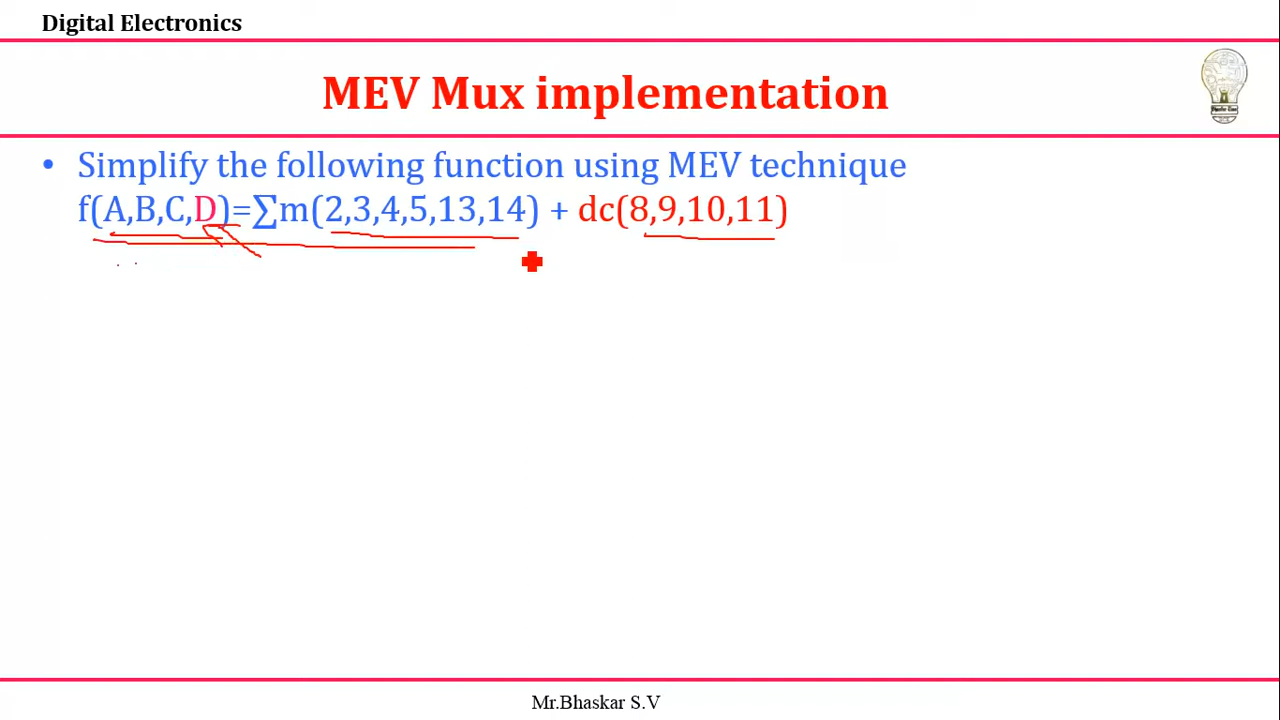 Digital Electronics
MEV Mux implementation
• Simplify the following function using MEV technique
f(A,B,C,D)=∑m(2,3,4,5,13,14) + dc(8,9,10,11)
Mr.Bhaskar S.V